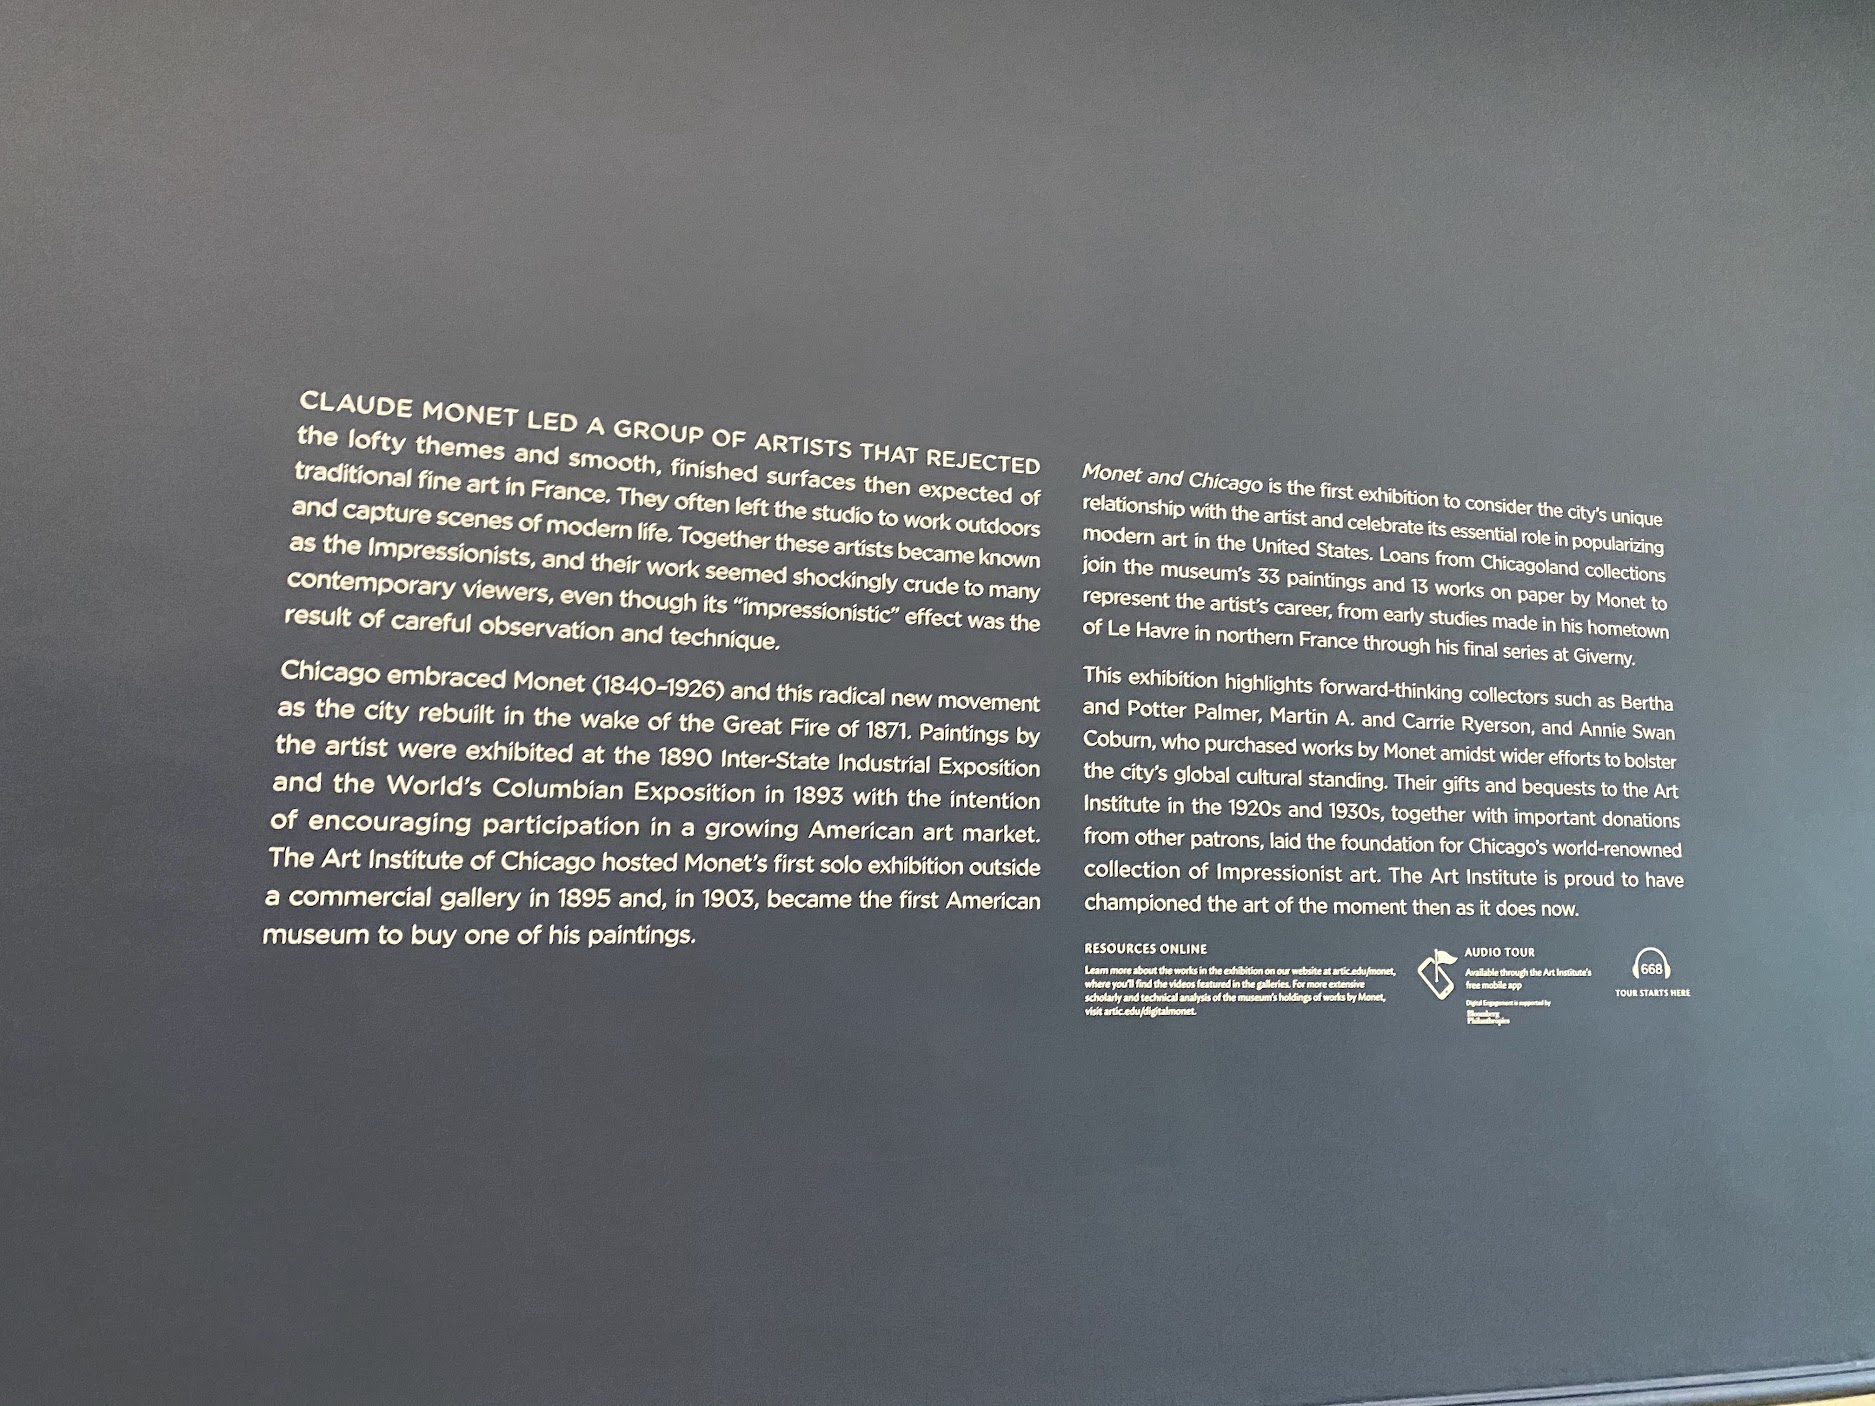 CLAUDE MONET LED A GROUP OF ARTISTS THAT REJECTED
the lofty themes and smooth, finished surfaces then expected of
traditional fine art in France. They often left the studio to work outdoors
and capture scenes of modern life. Together these artists became known
as the Impressionists, and their work seemed shockingly crude to many
contemporary viewers, even though its “impressionistic” effect was the
result of careful observation and technique.
Chicago embraced Monet (1840–1926) and this radical new movement
as the city rebuilt in the wake of the Great Fire of 1871. Paintings by
the artist were exhibited at the 1890 Inter-State Industrial Exposition
and the World’s Columbian Exposition in 1893 with the intention
of encouraging participation in a growing American art market.
The Art Institute of Chicago hosted Monet’s first solo exhibition outside
a commercial gallery in 1895 and, in 1903, became the first American
museum to buy one of his paintings.
Monet and Chicago is the first exhibition to consider the city’s unique
relationship with the artist and celebrate its essential role in popularizing
modern art in the United States. Loans from Chicagoland collections
join the museum’s 33 paintings and 13 works on paper by Monet to
represent the artist’s career, from early studies made in his hometown
of Le Havre in northern France through his final series at Giverny.
This exhibition highlights forward-thinking collectors such as Bertha
and Potter Palmer, Martin A. and Carrie Ryerson, and Annie Swan
Coburn, who purchased works by Monet amidst wider efforts to bolster
the city’s global cultural standing. Their gifts and bequests to the Art
Institute in the 1920s and 1930s, together with important donations
from other patrons, laid the foundation for Chicago’s world-renowned
collection of Impressionist art. The Art Institute is proud to have
championed the art of the moment then as it does now.
RESOURCES ONLINE
Learn more about the works in the exhibition on our website at artic.edu/monet,
where you’ll find the videos featured in the galleries. For more extensive
scholarly and technical analysis of the museum’s holdings of works by Monet,
visit artic.edu/digitalmonet.
AUDIO TOUR
Available through the Art Institute’s
free mobile app
Digital Engagement is supported by
Bloomberg
Philanthropies
668
TOUR STARTS HERE